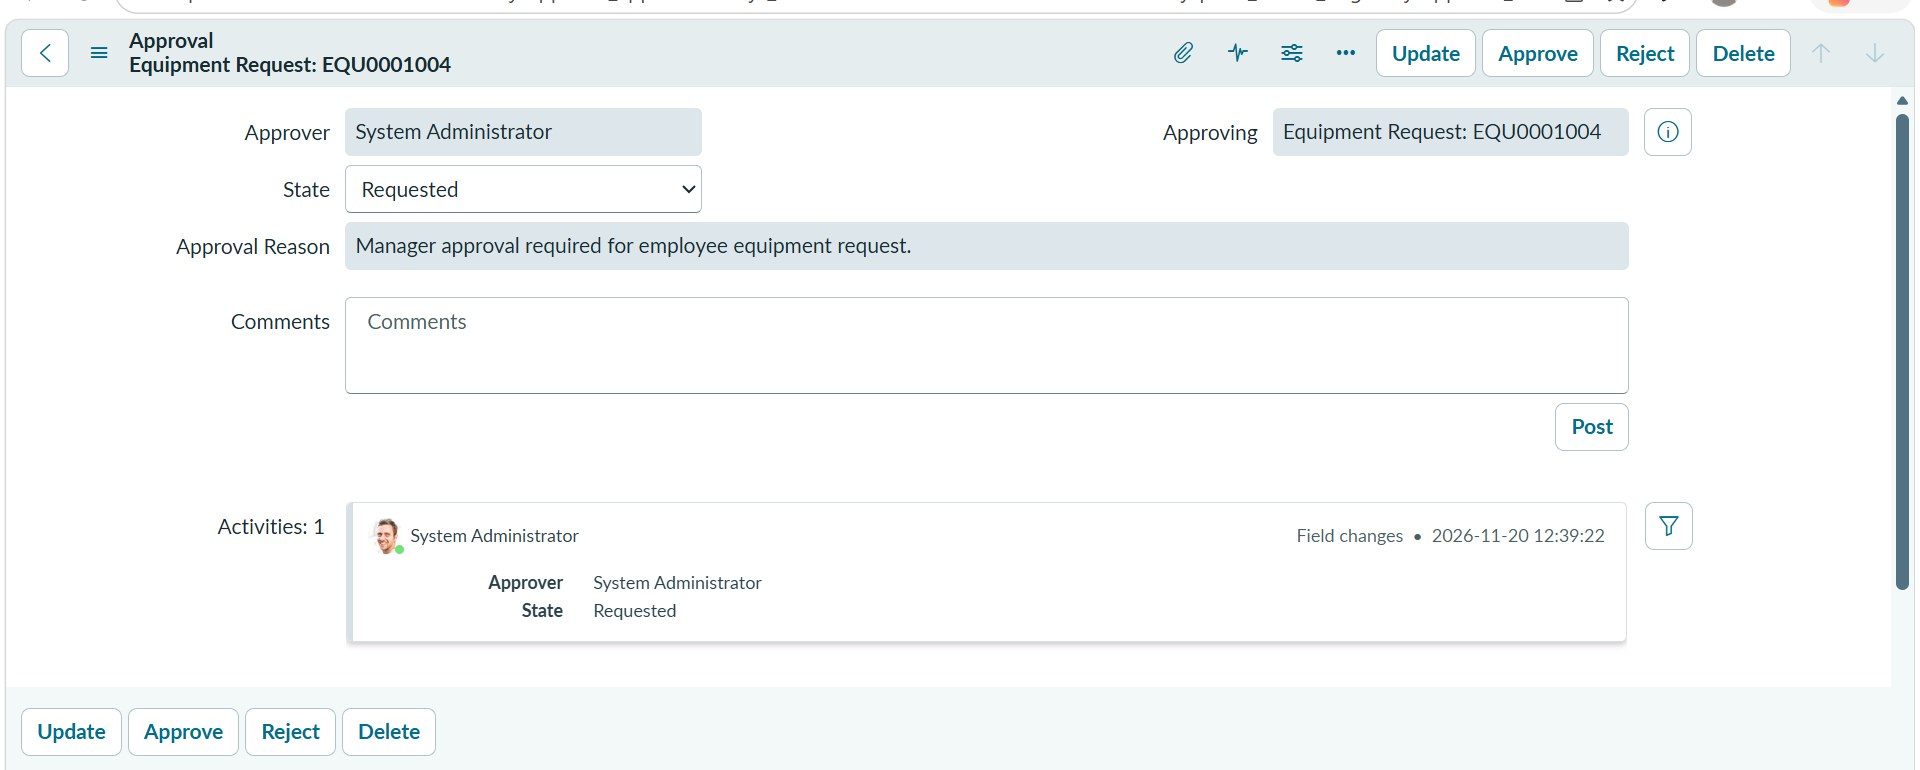 Approval
Equipment Request: EQU0001004
Update
Approve
Reject
Delete
Approver
System Administrator
Approving
Equipment Request: EQU0001004
State
Requested
Approval Reason
Manager approval required for employee equipment request.
Comments
Comments
Post
Activities: 1
System Administrator
Field changes • 2026-11-20 12:39:22
Approver System Administrator
State Requested
Update
Approve
Reject
Delete